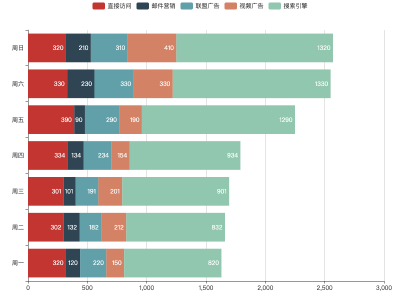 直接访问 邮件营销 联盟广告 视频广告 搜索引擎
周日 320 210 310 410 1320
周六 330 230 330 330 1330
周五 390 90 290 190 1290
周四 334 134 234 154 934
周三 301 101 191 201 901
周二 302 132 182 212 832
周一 320 120 220 150 820
0 500 1,000 1,500 2,000 2,500 3,000